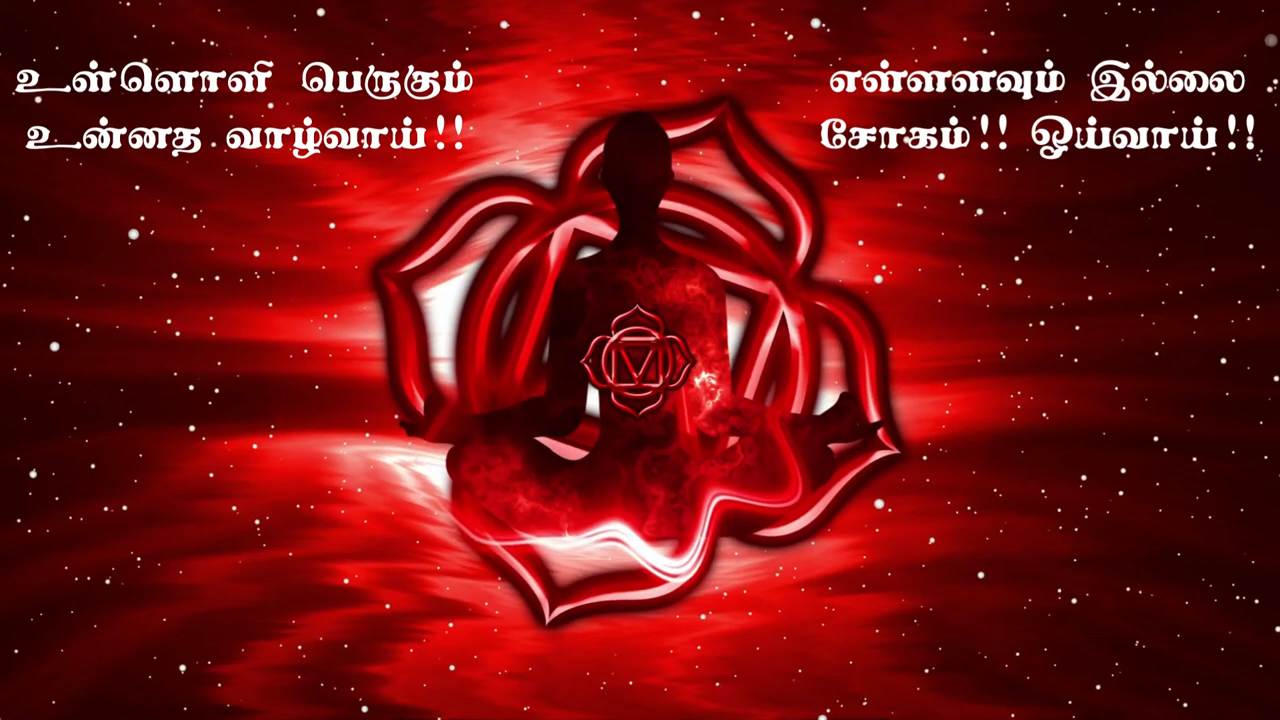 உள்ளொளி பெருகும்
உன்னத வாழ்வாய்!!
எள்ளளவும் இல்லை
சோகம்!! ஓய்வாய்!!